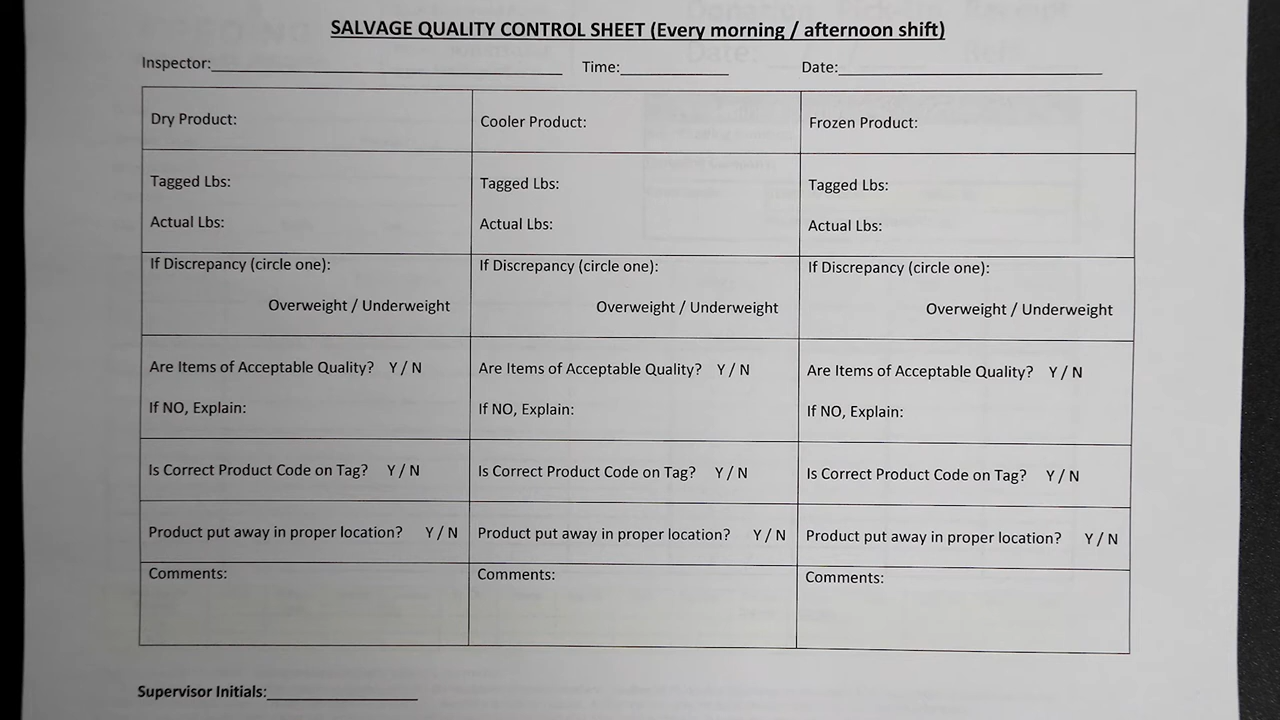 SALVAGE QUALITY CONTROL SHEET (Every morning / afternoon shift)
Inspector:____ Time:____ Date:____
Dry Product: Cooler Product: Frozen Product:
Tagged Lbs: Tagged Lbs: Tagged Lbs:
Actual Lbs: Actual Lbs: Actual Lbs:
If Discrepancy (circle one): If Discrepancy (circle one): If Discrepancy (circle one):
Overweight / Underweight Overweight / Underweight Overweight / Underweight
Are Items of Acceptable Quality? Y / N Are Items of Acceptable Quality? Y / N Are Items of Acceptable Quality? Y / N
If NO, Explain: If NO, Explain: If NO, Explain:
Is Correct Product Code on Tag? Y / N Is Correct Product Code on Tag? Y / N Is Correct Product Code on Tag? Y / N
Product put away in proper location? Y / N Product put away in proper location? Y / N Product put away in proper location? Y / N
Comments: Comments: Comments:
Supervisor Initials:____